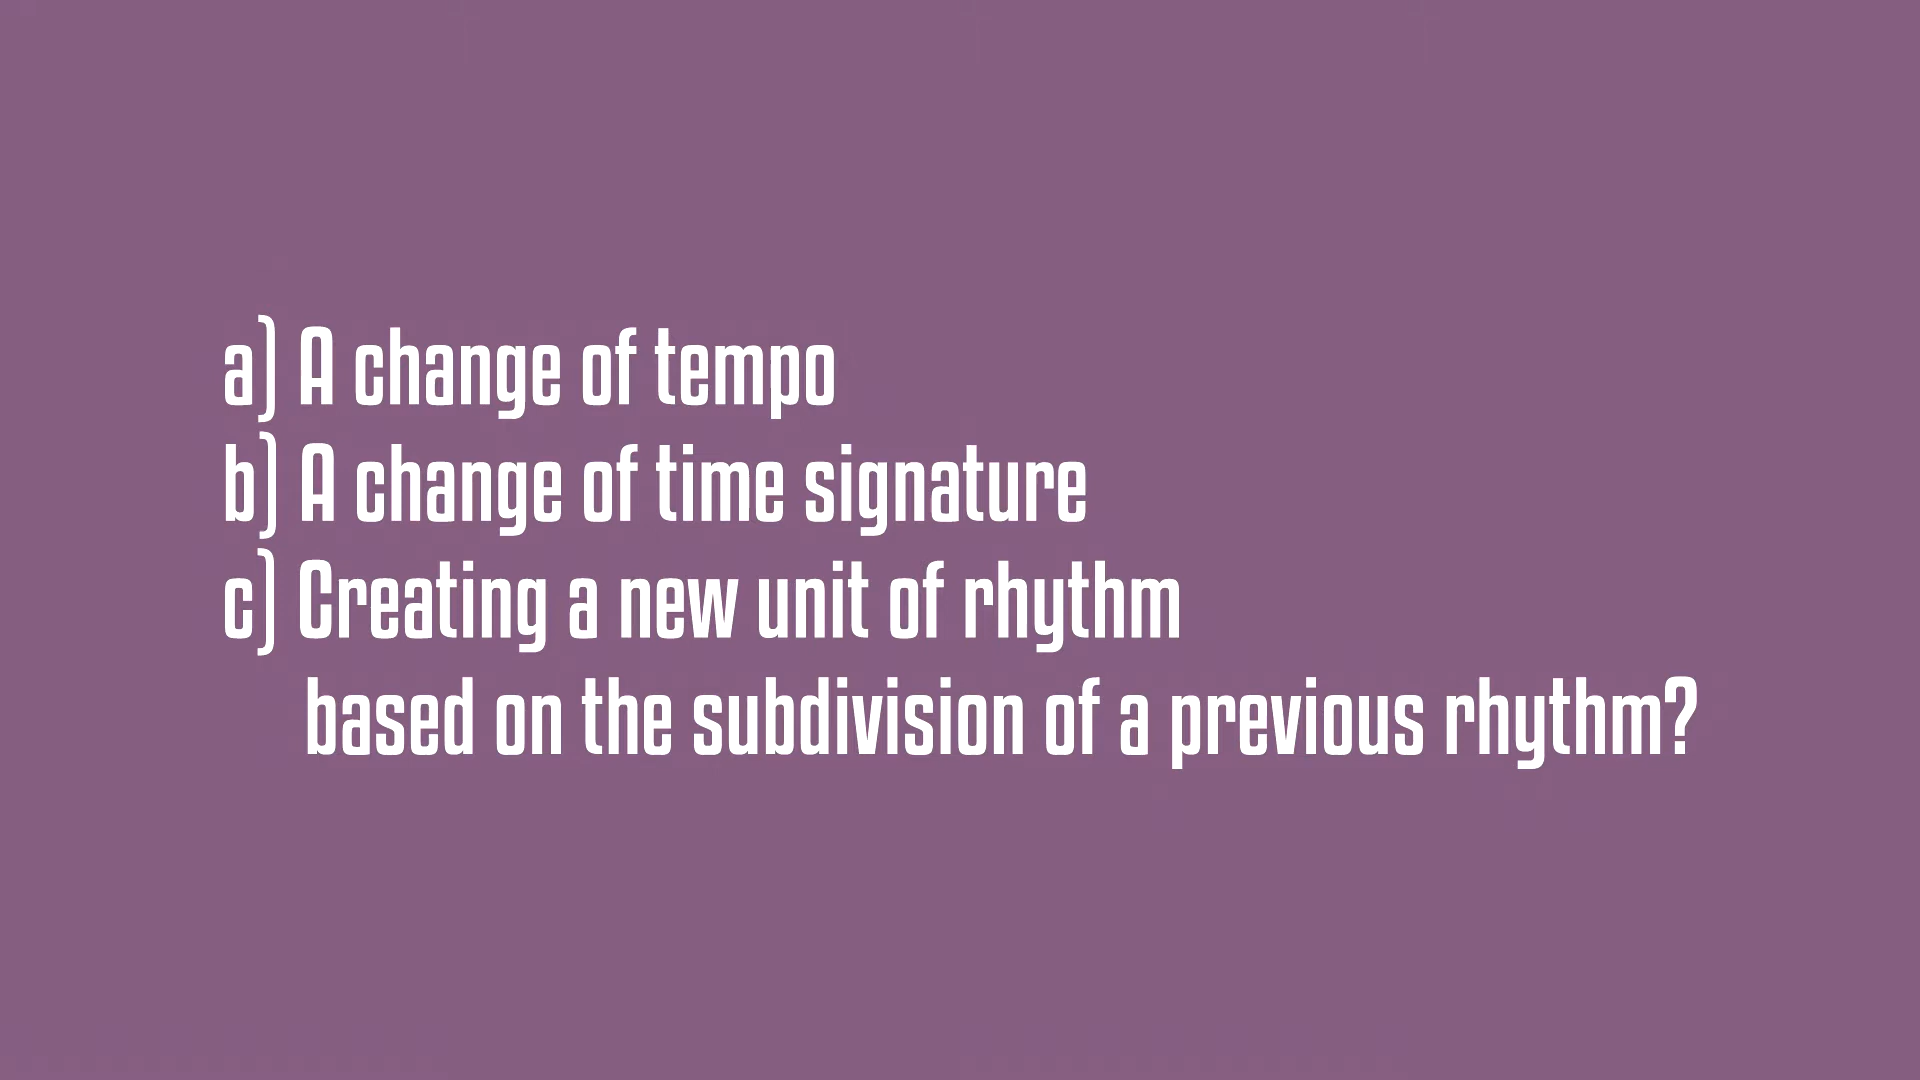 a) A change of tempo
b) A change of time signature
c) Creating a new unit of rhythm
based on the subdivision of a previous rhythm?